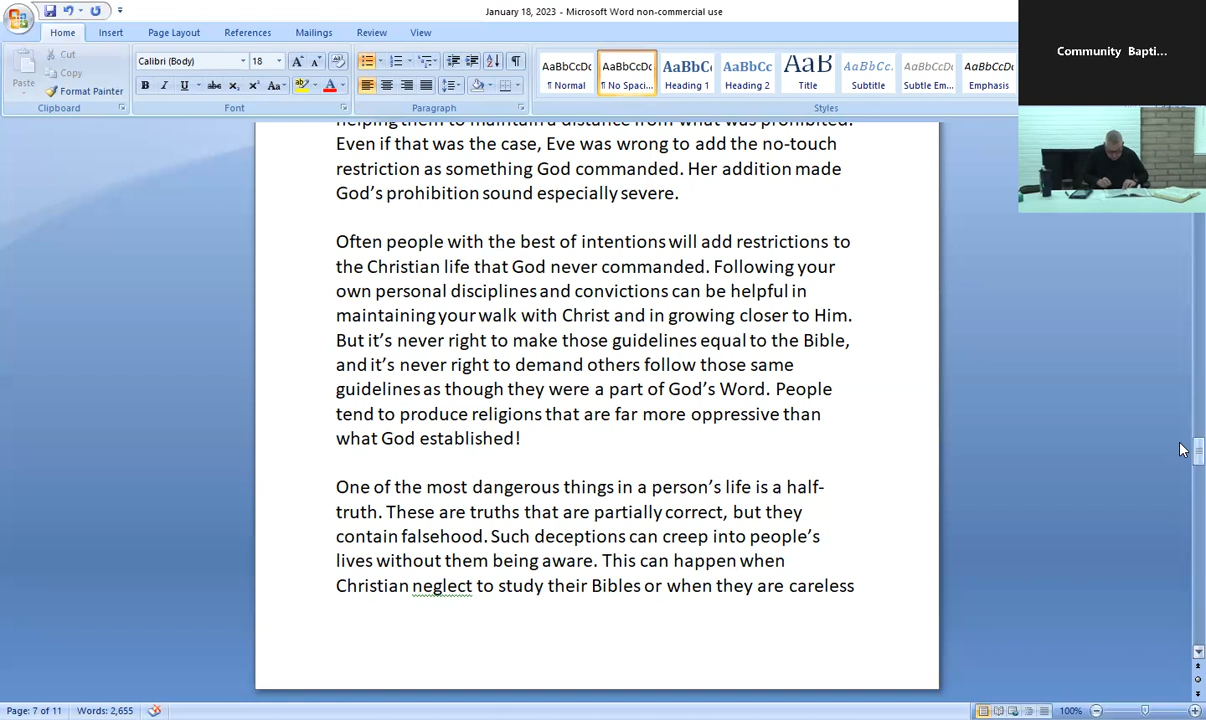 January 18, 2023 - Microsoft Word non-commercial use
Home Insert Page Layout References Mailings Review View
Paste
Cut
Copy
Format Painter
Clipboard
Calibri (Body) 18
Font
Paragraph
AaBbCcDc AaBbCcDc AaBbCc AaBbCc AaB AaBbCcL AaBbCcDc AaBbCcDc
¶ Normal ¶ No Spaci... Heading 1 Heading 2 Title Subtitle Subtle Em... Emphasis
Styles
Community Bapti...
helping them to maintain a distance from what was prohibited.
Even if that was the case, Eve was wrong to add the no-touch
restriction as something God commanded. Her addition made
God's prohibition sound especially severe.
Often people with the best of intentions will add restrictions to
the Christian life that God never commanded. Following your
own personal disciplines and convictions can be helpful in
maintaining your walk with Christ and in growing closer to Him.
But it's never right to make those guidelines equal to the Bible,
and it's never right to demand others follow those same
guidelines as though they were a part of God's Word. People
tend to produce religions that are far more oppressive than
what God established!
One of the most dangerous things in a person's life is a half-
truth. These are truths that are partially correct, but they
contain falsehood. Such deceptions can creep into people's
lives without them being aware. This can happen when
Christian neglect to study their Bibles or when they are careless
Page: 7 of 11 Words: 2,655 100%